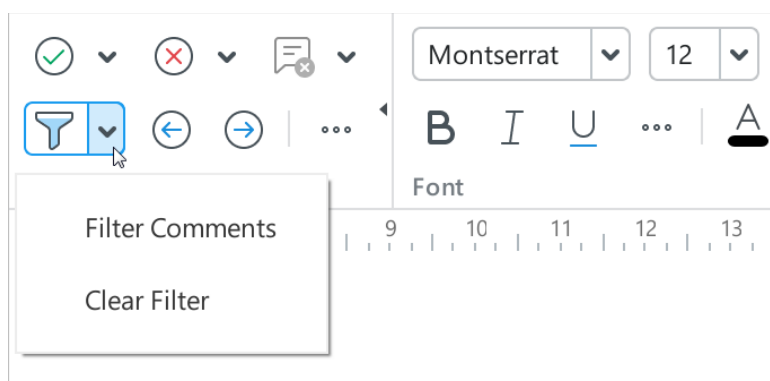 Montserrat
12
B I U
A
Font
Filter Comments
Clear Filter
9 10 11 12 13